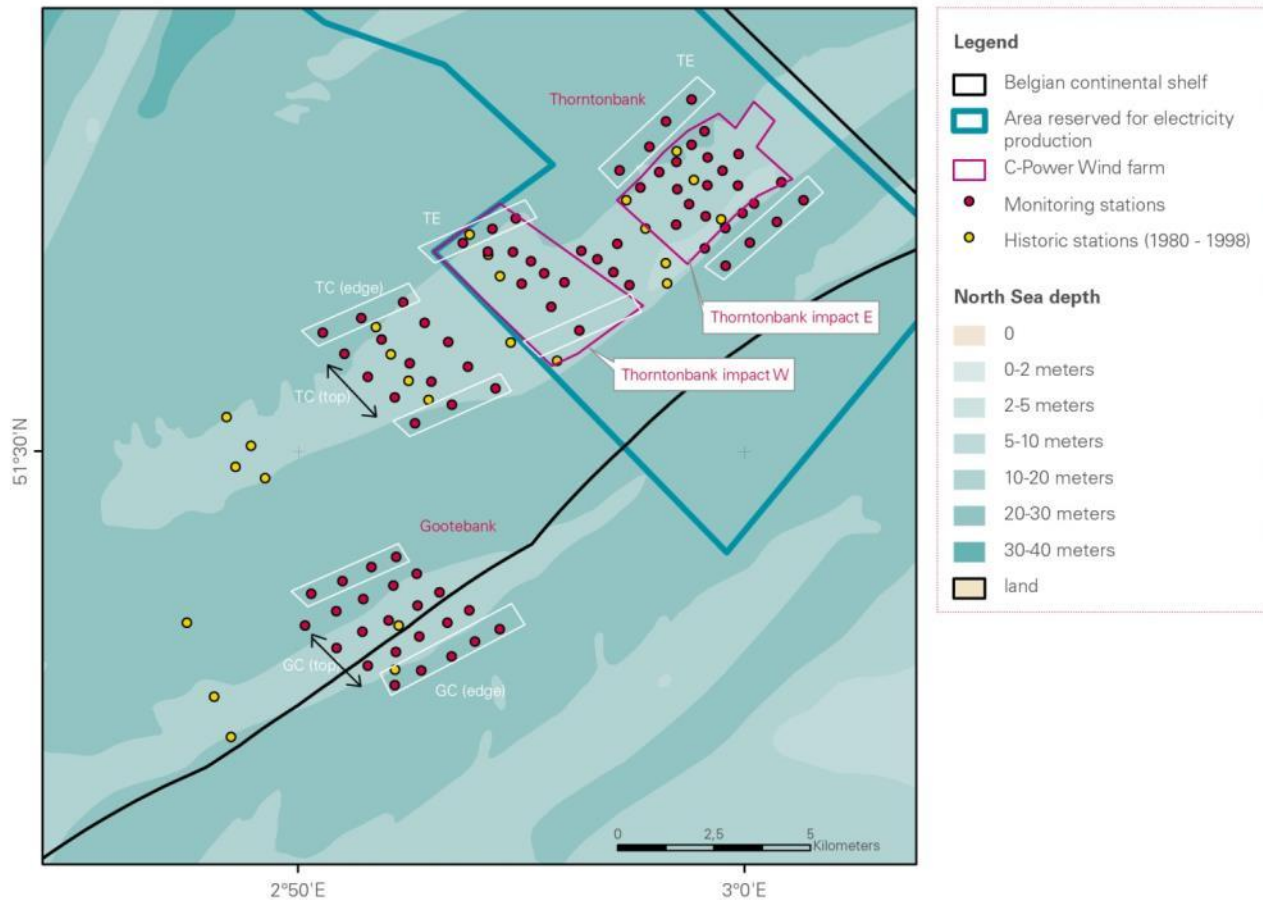 TE
Thorntonbank
TE
TC (edge)
Thorntonbank impact E
Thorntonbank impact W
TC (top)
51°30'N
Gootebank
GC (top)
GC (edge)
0 2,5 5
Kilometers
2°50'E 3°0'E
Legend
Belgian continental shelf
Area reserved for electricity
production
C-Power Wind farm
Monitoring stations
Historic stations (1980 - 1998)
North Sea depth
0
0-2 meters
2-5 meters
5-10 meters
10-20 meters
20-30 meters
30-40 meters
land